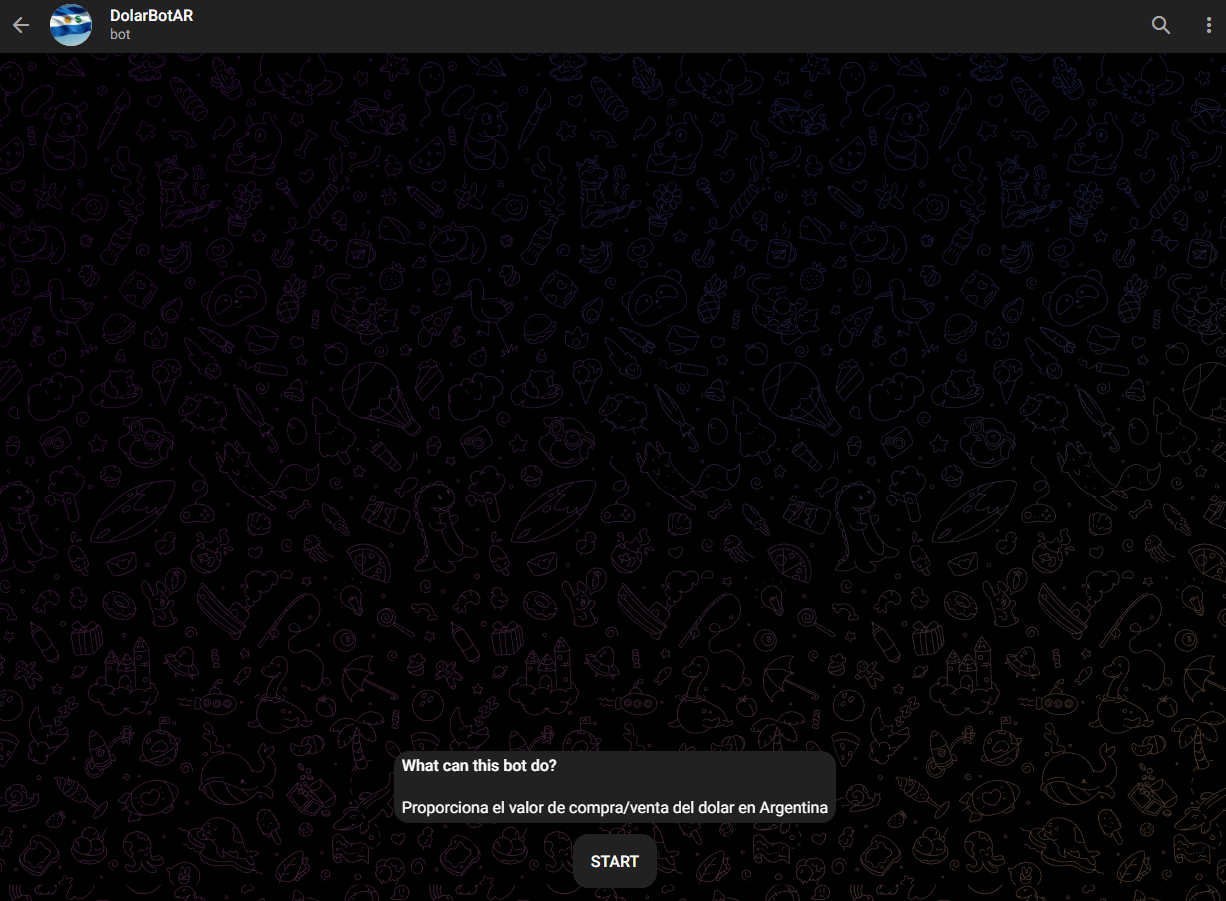 DolarBotAR
bot
What can this bot do?
Proporciona el valor de compra/venta del dolar en Argentina
START